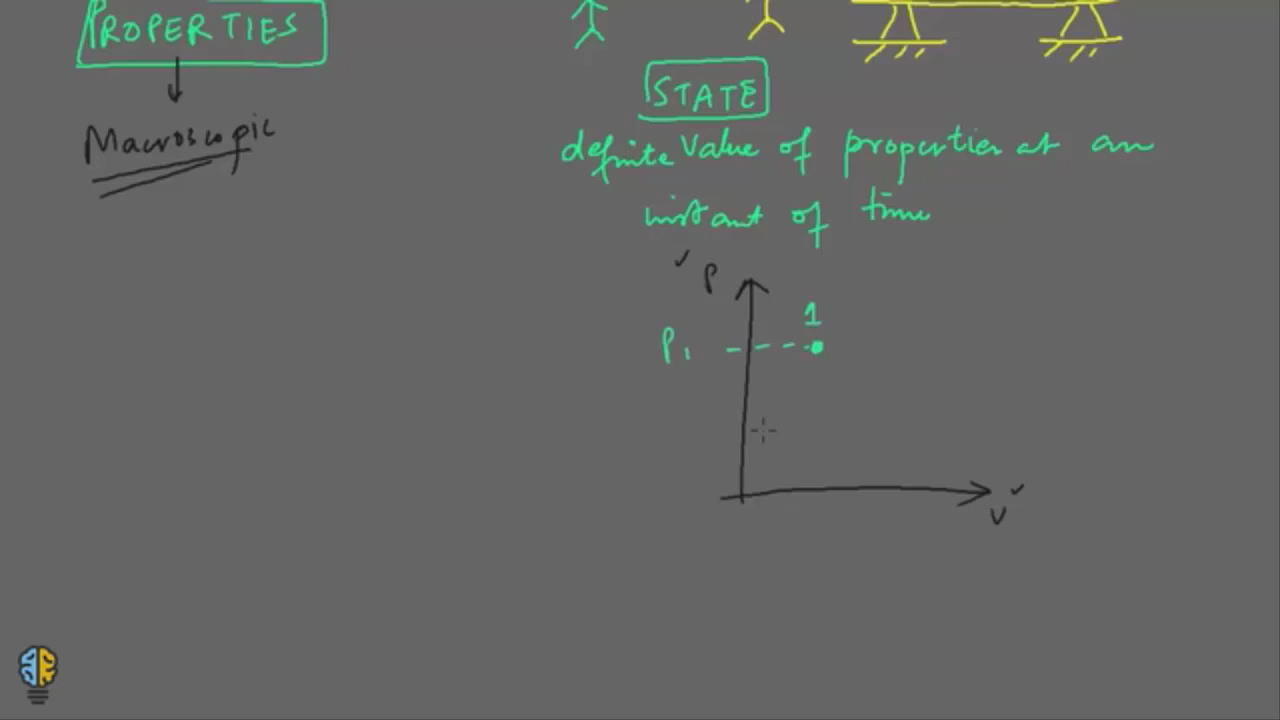 PROPERTIES
Macroscopic
STATE
definite value of properties at an
instant of time
P
1
P1
V